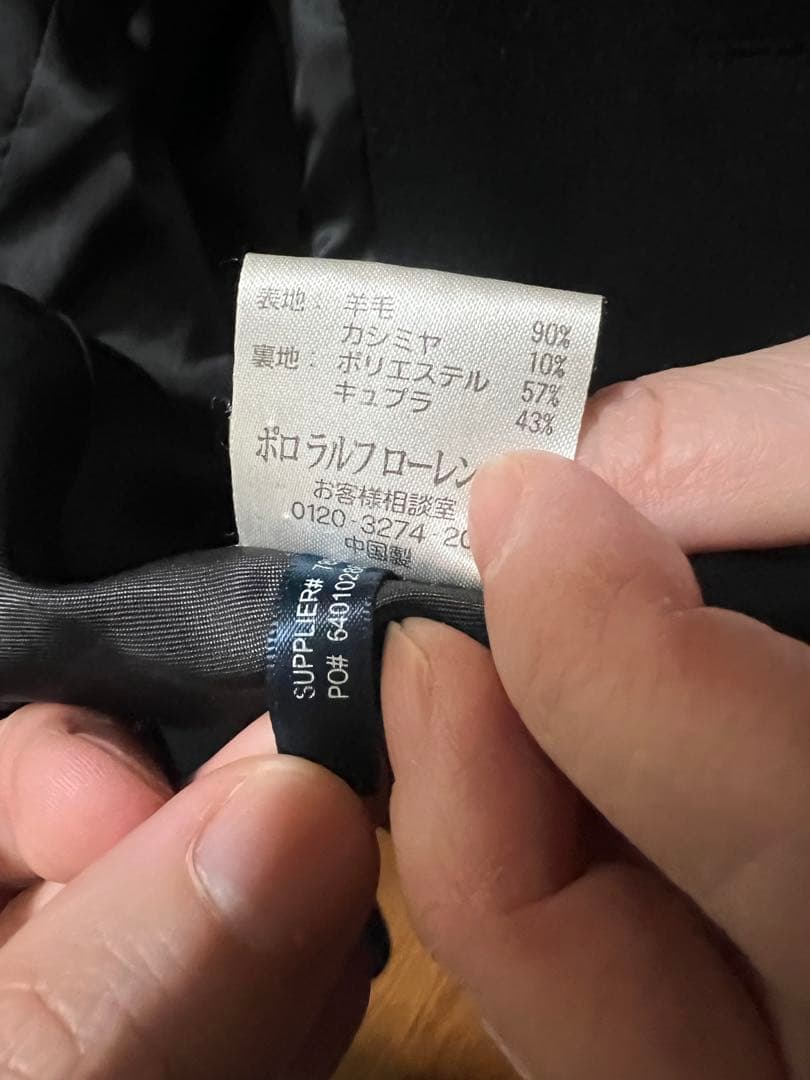 表地: 羊毛 90%
カシミヤ 10%
裏地: ポリエステル 57%
キュプラ 43%
ポロ ラルフ ローレン
お客様相談室
0120-3274-20
中国製
SUPPLIER#
PO# 6401028